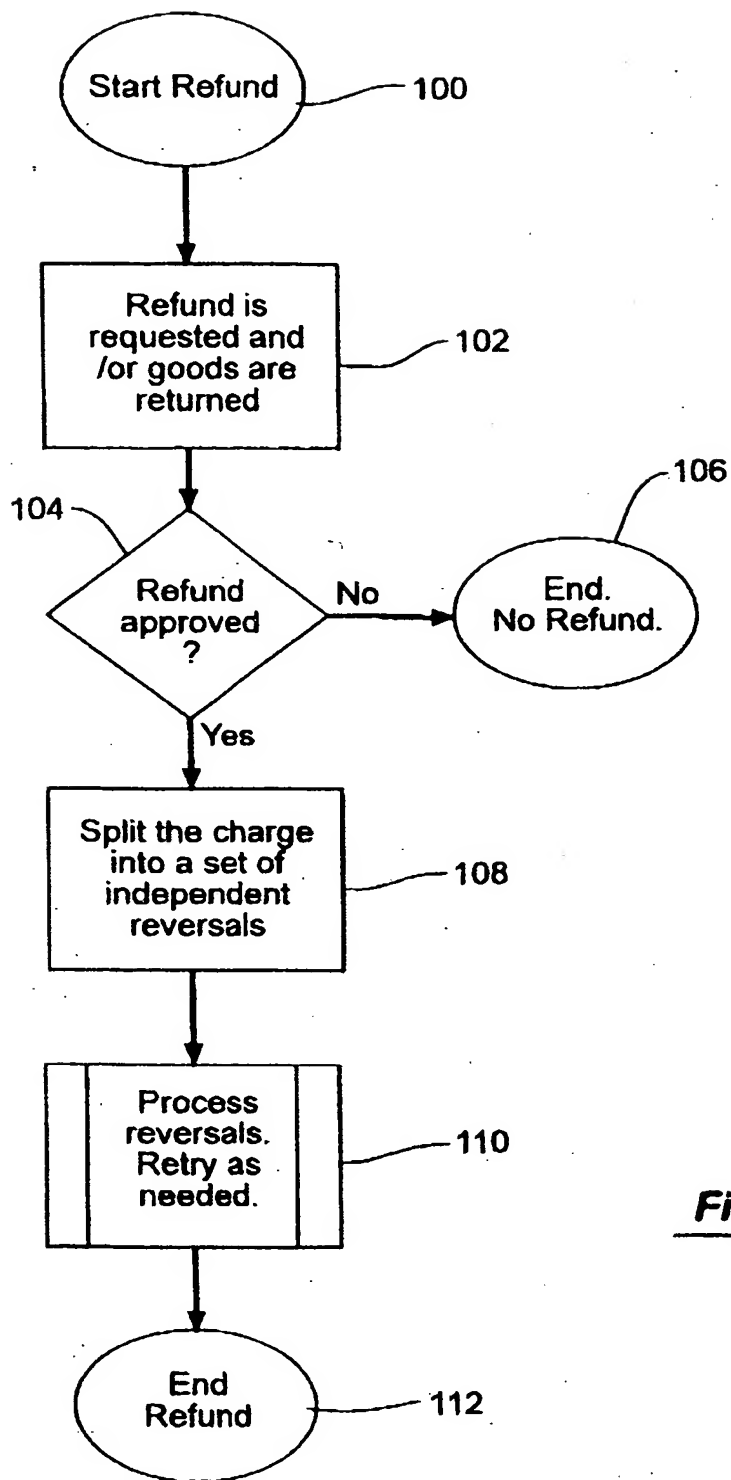 Start Refund
100
Refund is
requested and
/or goods are
returned
102
104
Refund
approved
?
No
106
End.
No Refund.
Yes
Split the charge
into a set of
independent
reversals
108
Process
reversals.
Retry as
needed.
110
End
Refund
112